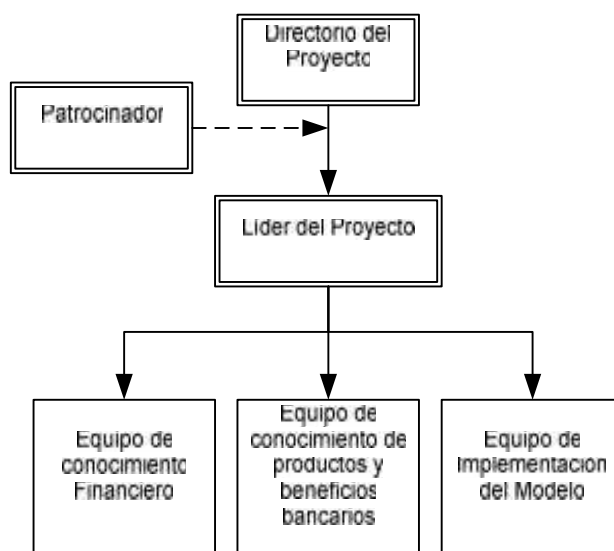 Directorio del
Proyecto
Patrocinador
Lider del Proyecto
Equipo de
conocimiento
Financiero
Equipo de
conocimiento de
productos y
beneficios
bancarios
Equipo de
Implementación
del Modelo